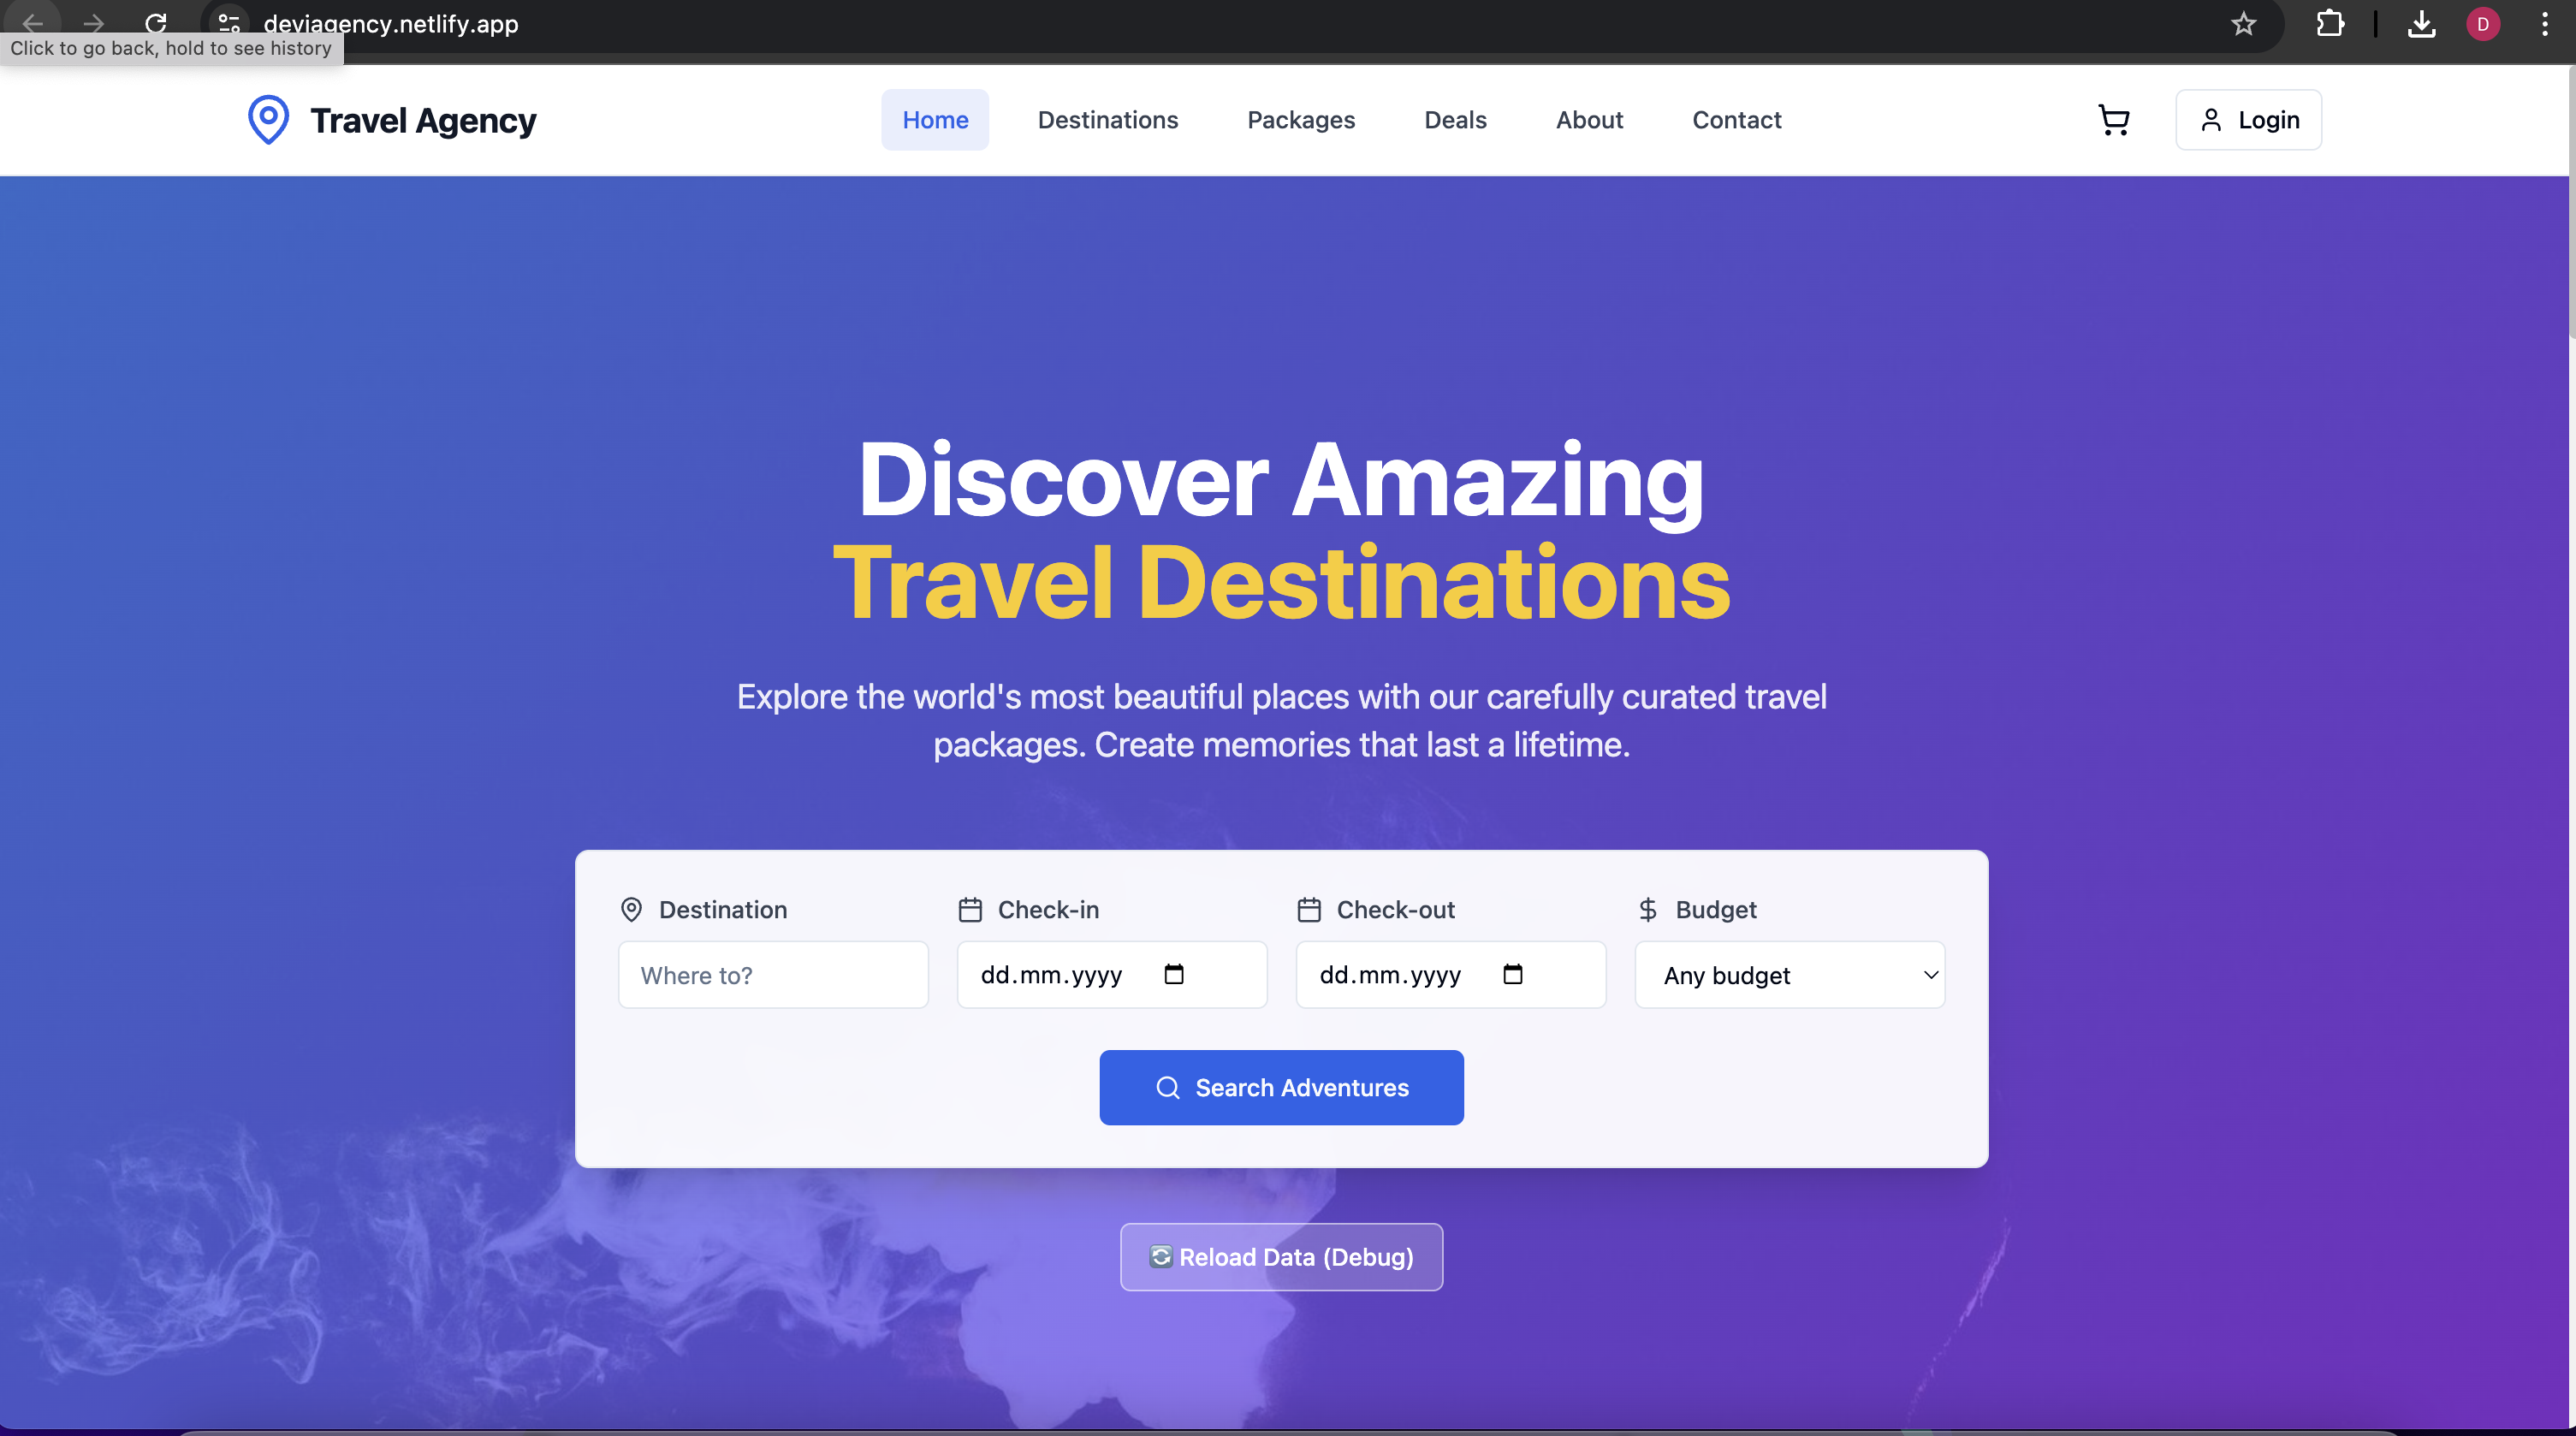 deviagency.netlify.app
D
Click to go back, hold to see history
Travel Agency
Home
Destinations
Packages
Deals
About
Contact
Login
Discover Amazing
Travel Destinations
Explore the world's most beautiful places with our carefully curated travel
packages. Create memories that last a lifetime.
Destination
Check-in
Check-out
Budget
Where to?
dd.mm.yyyy
dd.mm.yyyy
Any budget
Search Adventures
Reload Data (Debug)